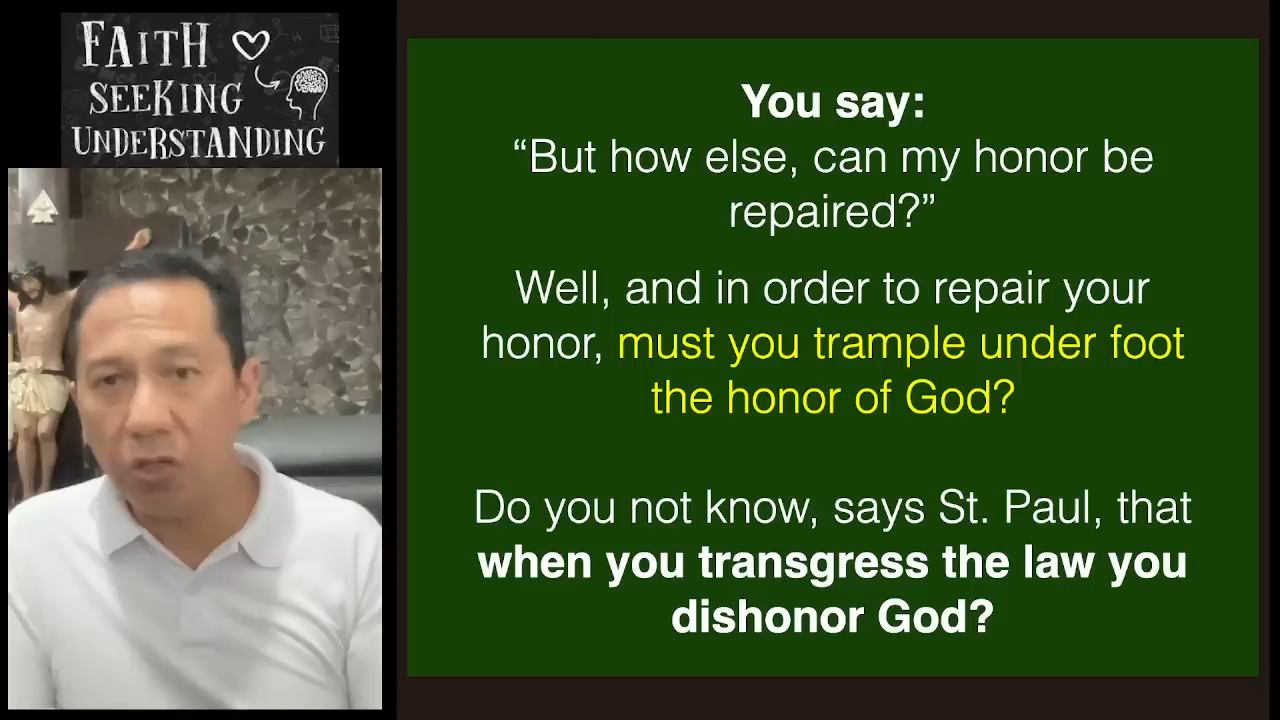 FAITH
SEEKING
UNDERSTANDING
You say:
“But how else, can my honor be
repaired?”
Well, and in order to repair your
honor, must you trample under foot
the honor of God?
Do you not know, says St. Paul, that
when you transgress the law you
dishonor God?